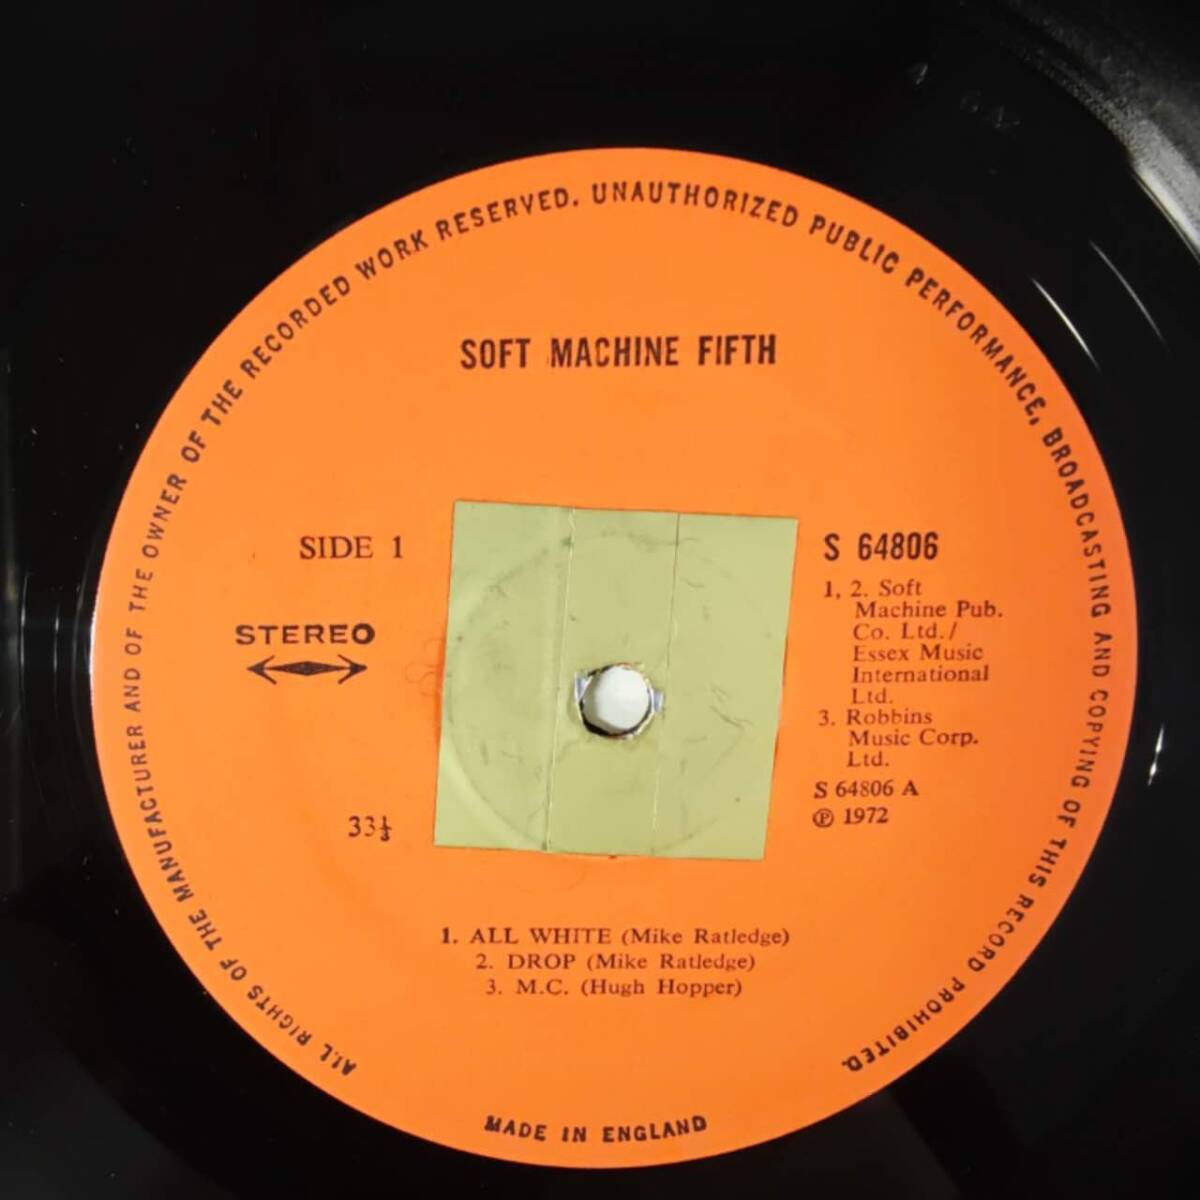 ALL RIGHTS OF THE MANUFACTURER AND OF THE OWNER OF THE RECORDED WORK RESERVED. UNAUTHORIZED PUBLIC PERFORMANCE, BROADCASTING AND COPYING OF THIS RECORD PROHIBITED.
SOFT MACHINE FIFTH
SIDE 1
STEREO
33⅓
S 64806
1, 2. Soft
Machine Pub.
Co. Ltd./
Essex Music
International
Ltd.
3. Robbins
Music Corp.
Ltd.
S 64806 A
℗ 1972
1. ALL WHITE (Mike Ratledge)
2. DROP (Mike Ratledge)
3. M.C. (Hugh Hopper)
MADE IN ENGLAND